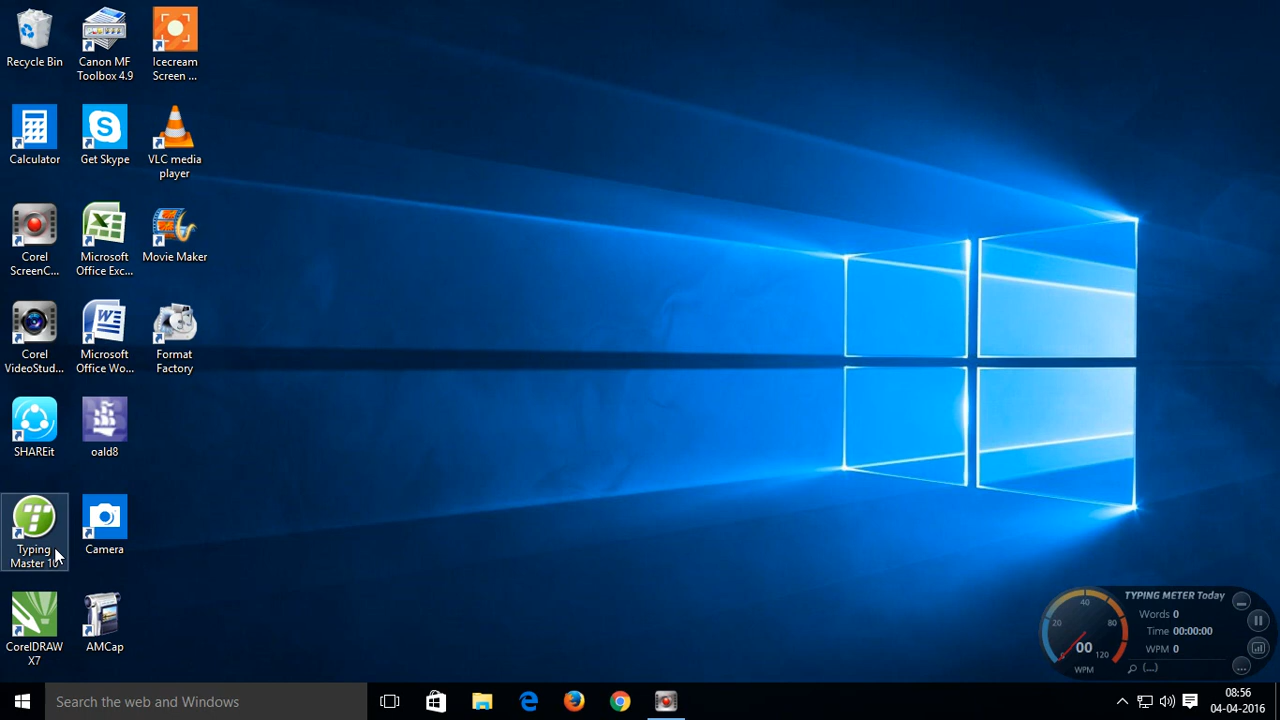 Recycle Bin
Canon MF
Toolbox 4.9
Icecream
Screen ...
Calculator
Get Skype
VLC media
player
Corel
ScreenC...
Microsoft
Office Exc...
Movie Maker
Corel
VideoStud...
Microsoft
Office Wo...
Format
Factory
SHAREit
oald8
Typing
Master 10
Camera
CorelDRAW
X7
AMCap
TYPING METER Today
Words 0
Time 00:00:00
WPM 0
(...)
0
20
40
80
120
00
WPM
Search the web and Windows
08:56
04-04-2016